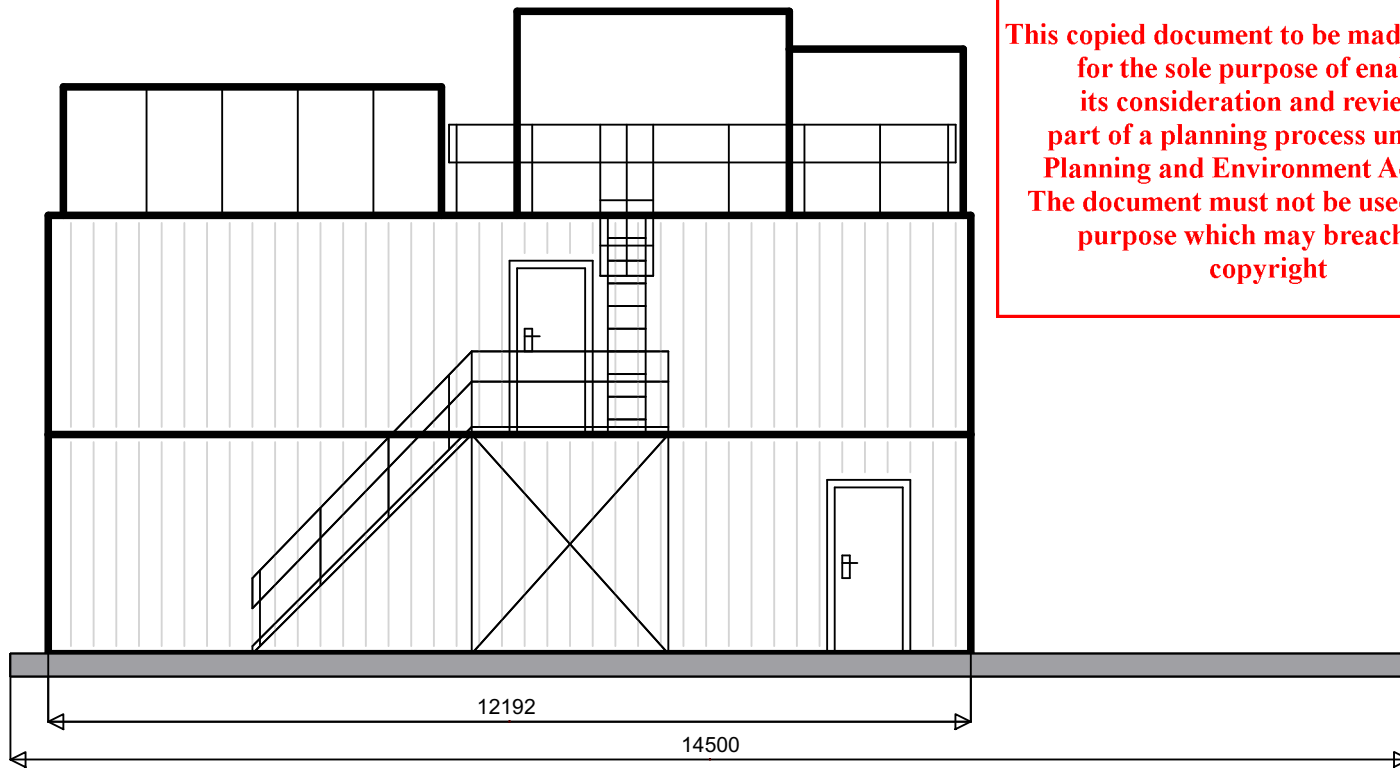 This copied document to be mad
for the sole purpose of ena
its consideration and revie
part of a planning process un
Planning and Environment A
The document must not be use
purpose which may breach
copyright
12192
14500